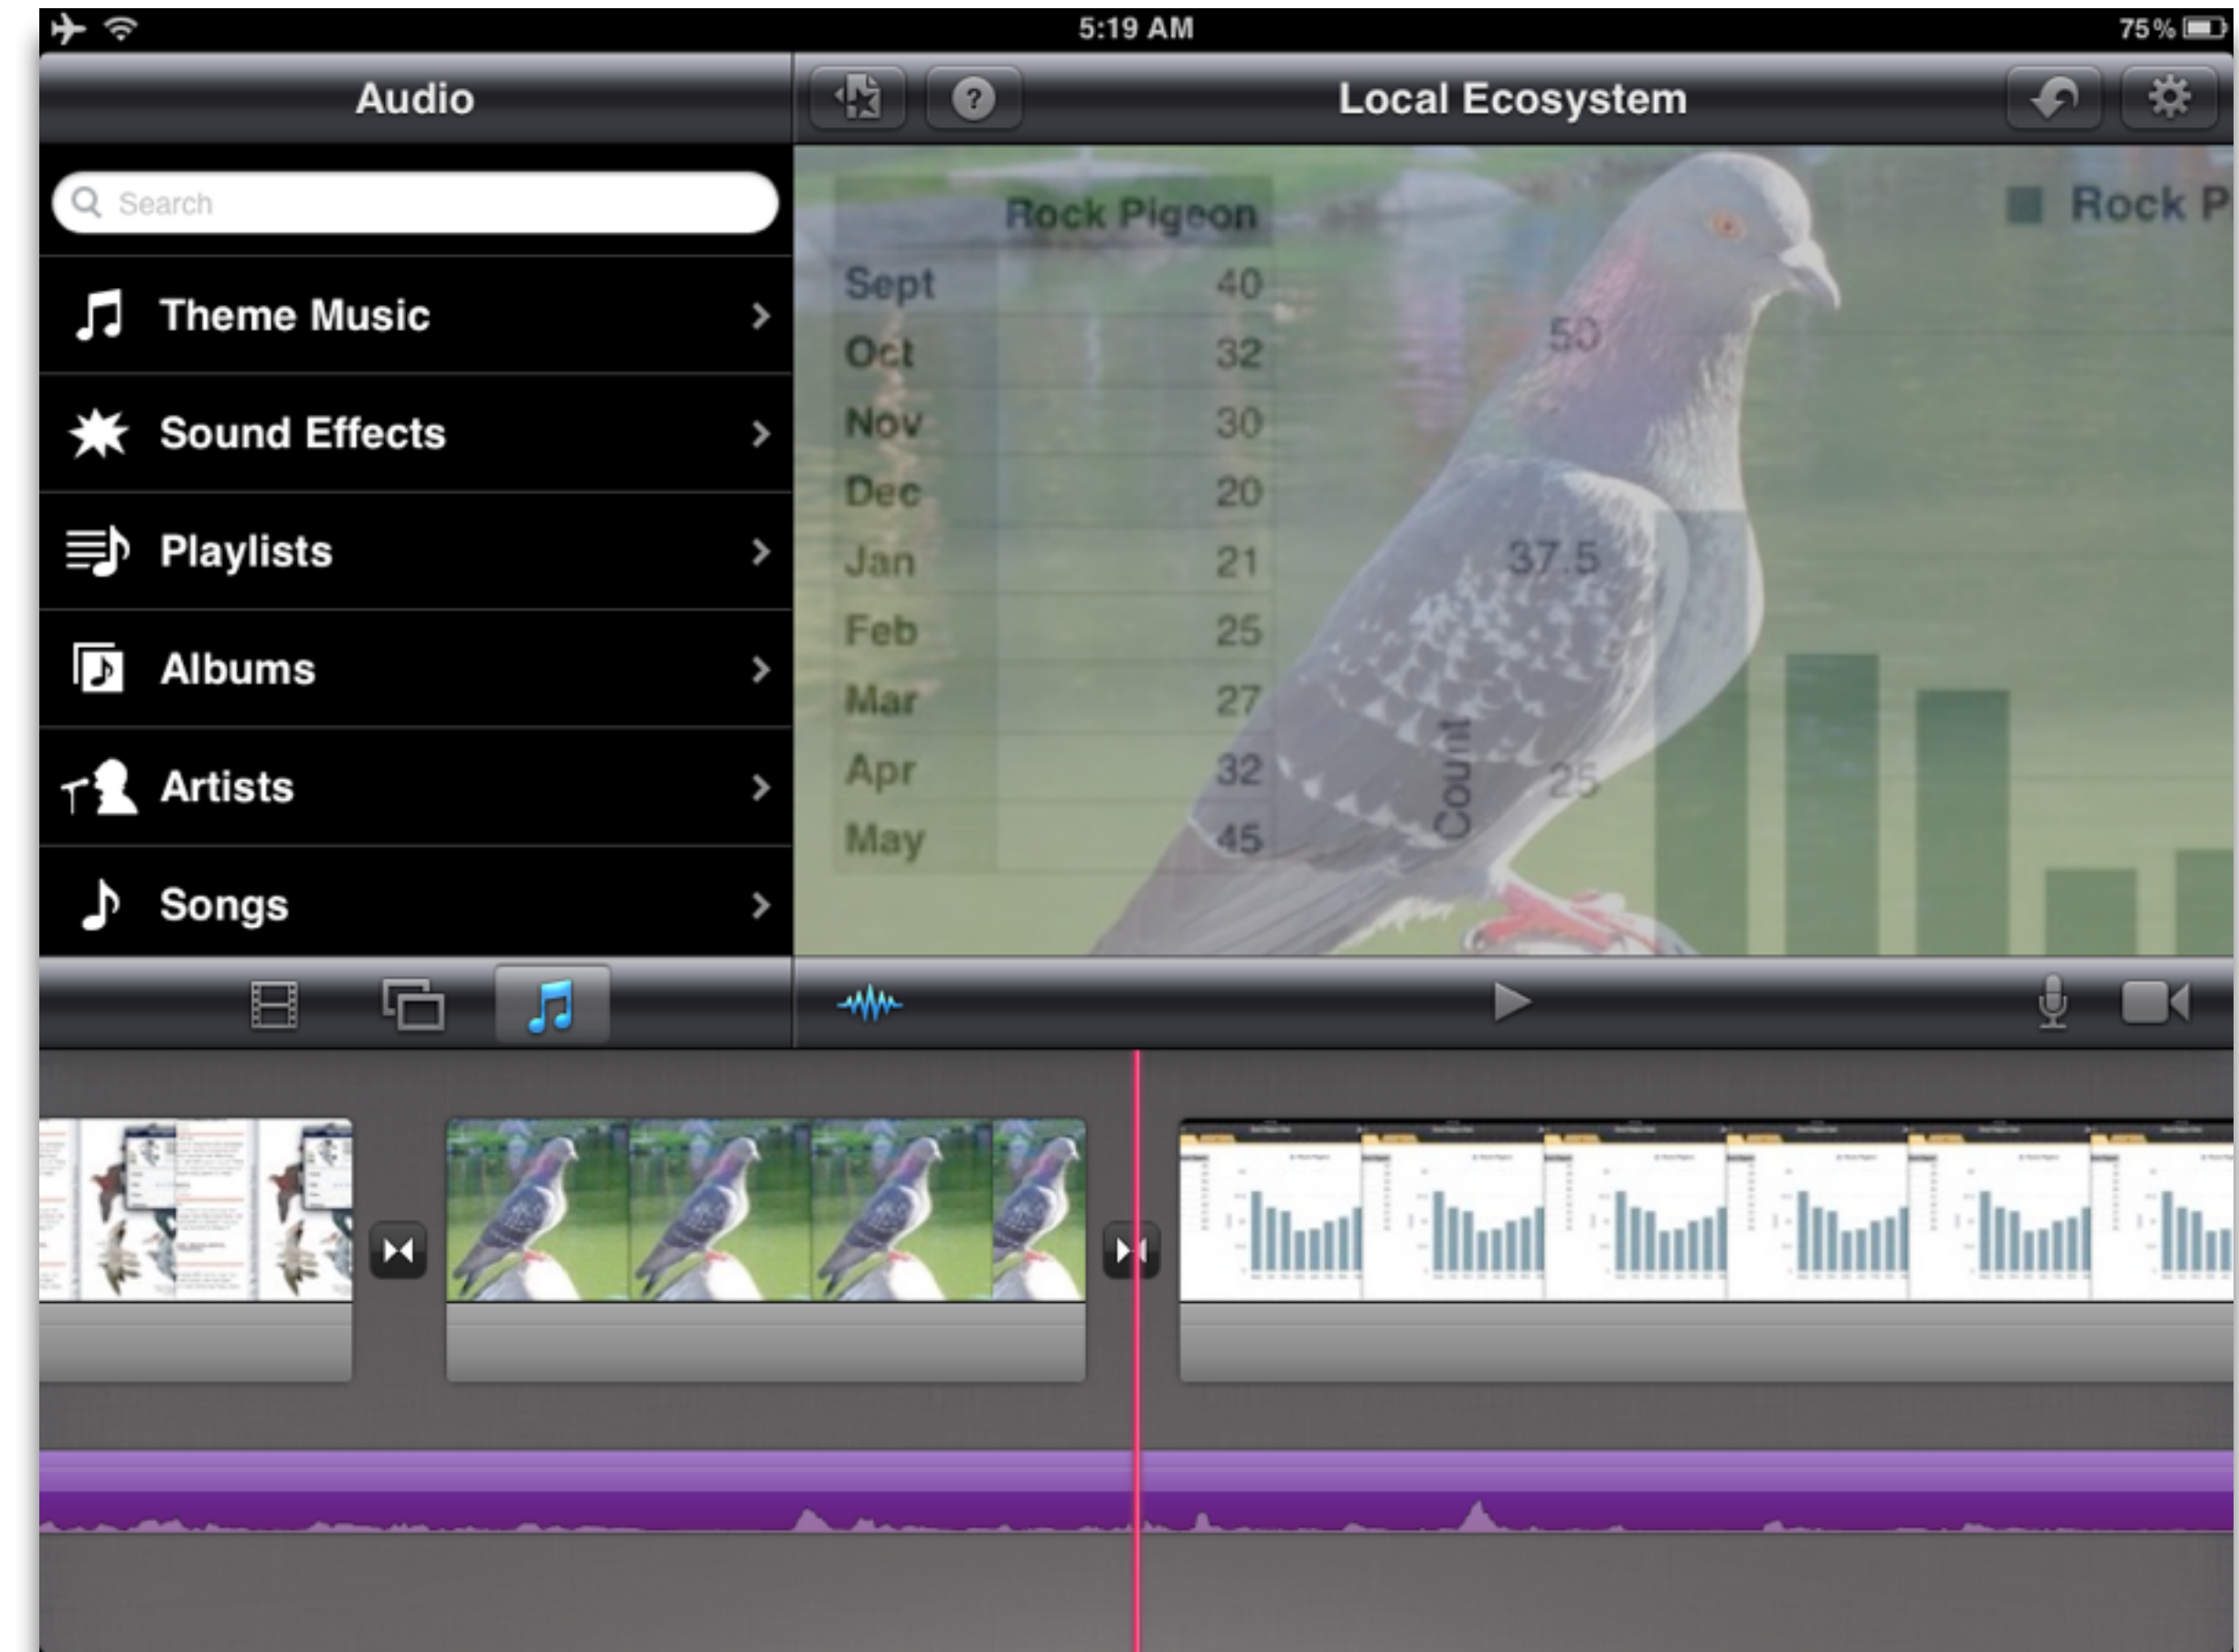 5:19 AM
75%
Audio
?
Local Ecosystem
Search
Theme Music
Sound Effects
Playlists
Albums
Artists
Songs
Rock Pigeon
Sept 40
Oct 32
Nov 30
Dec 20
Jan 21
Feb 25
Mar 27
Apr 32
May 45
Rock P
50
37.5
25
Count